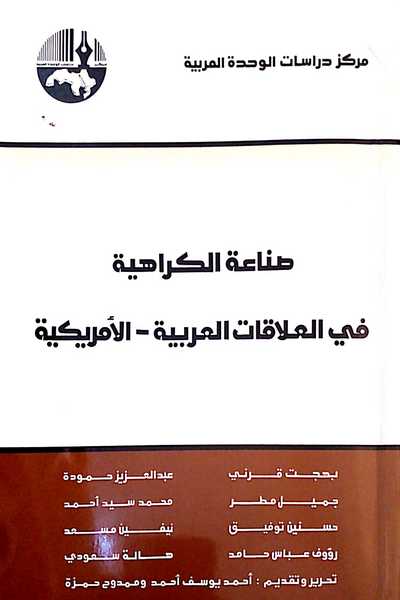 مركز دراسات الوحدة العربية
صناعة الكراهية
في العلاقات العربية - الأمريكية
بهجت قرني عبدالعزيز حمودة
جميل مطر محمد سيد أحمد
حسنين توفيق نيفين مسعد
رؤوف عباس حامد هالة سعودي
تحرير وتقديم : أحمد يوسف أحمد وممدوح حمزة